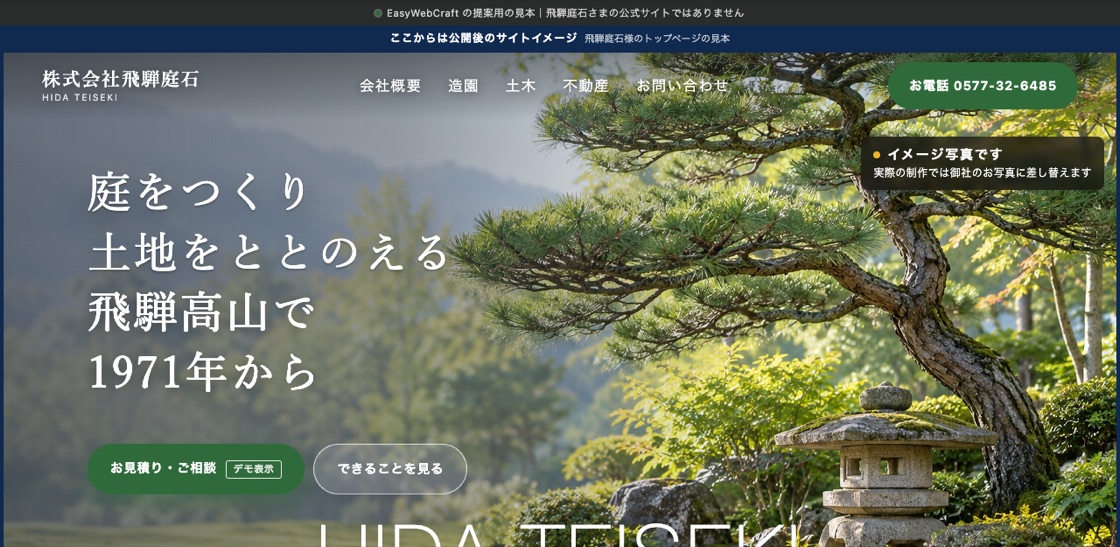 EasyWebCraft の提案用の見本｜飛騨庭石さまの公式サイトではありません
ここからは公開後のサイトイメージ 飛騨庭石様のトップページの見本
株式会社飛騨庭石
HIDA TEISEKI
会社概要 造園 土木 不動産 お問い合わせ
お電話 0577-32-6485
イメージ写真です
実際の制作では御社のお写真に差し替えます
庭をつくり
土地をととのえる
飛騨高山で
1971年から
お見積り・ご相談 デモ表示
できることを見る
HIDA TEISEKI